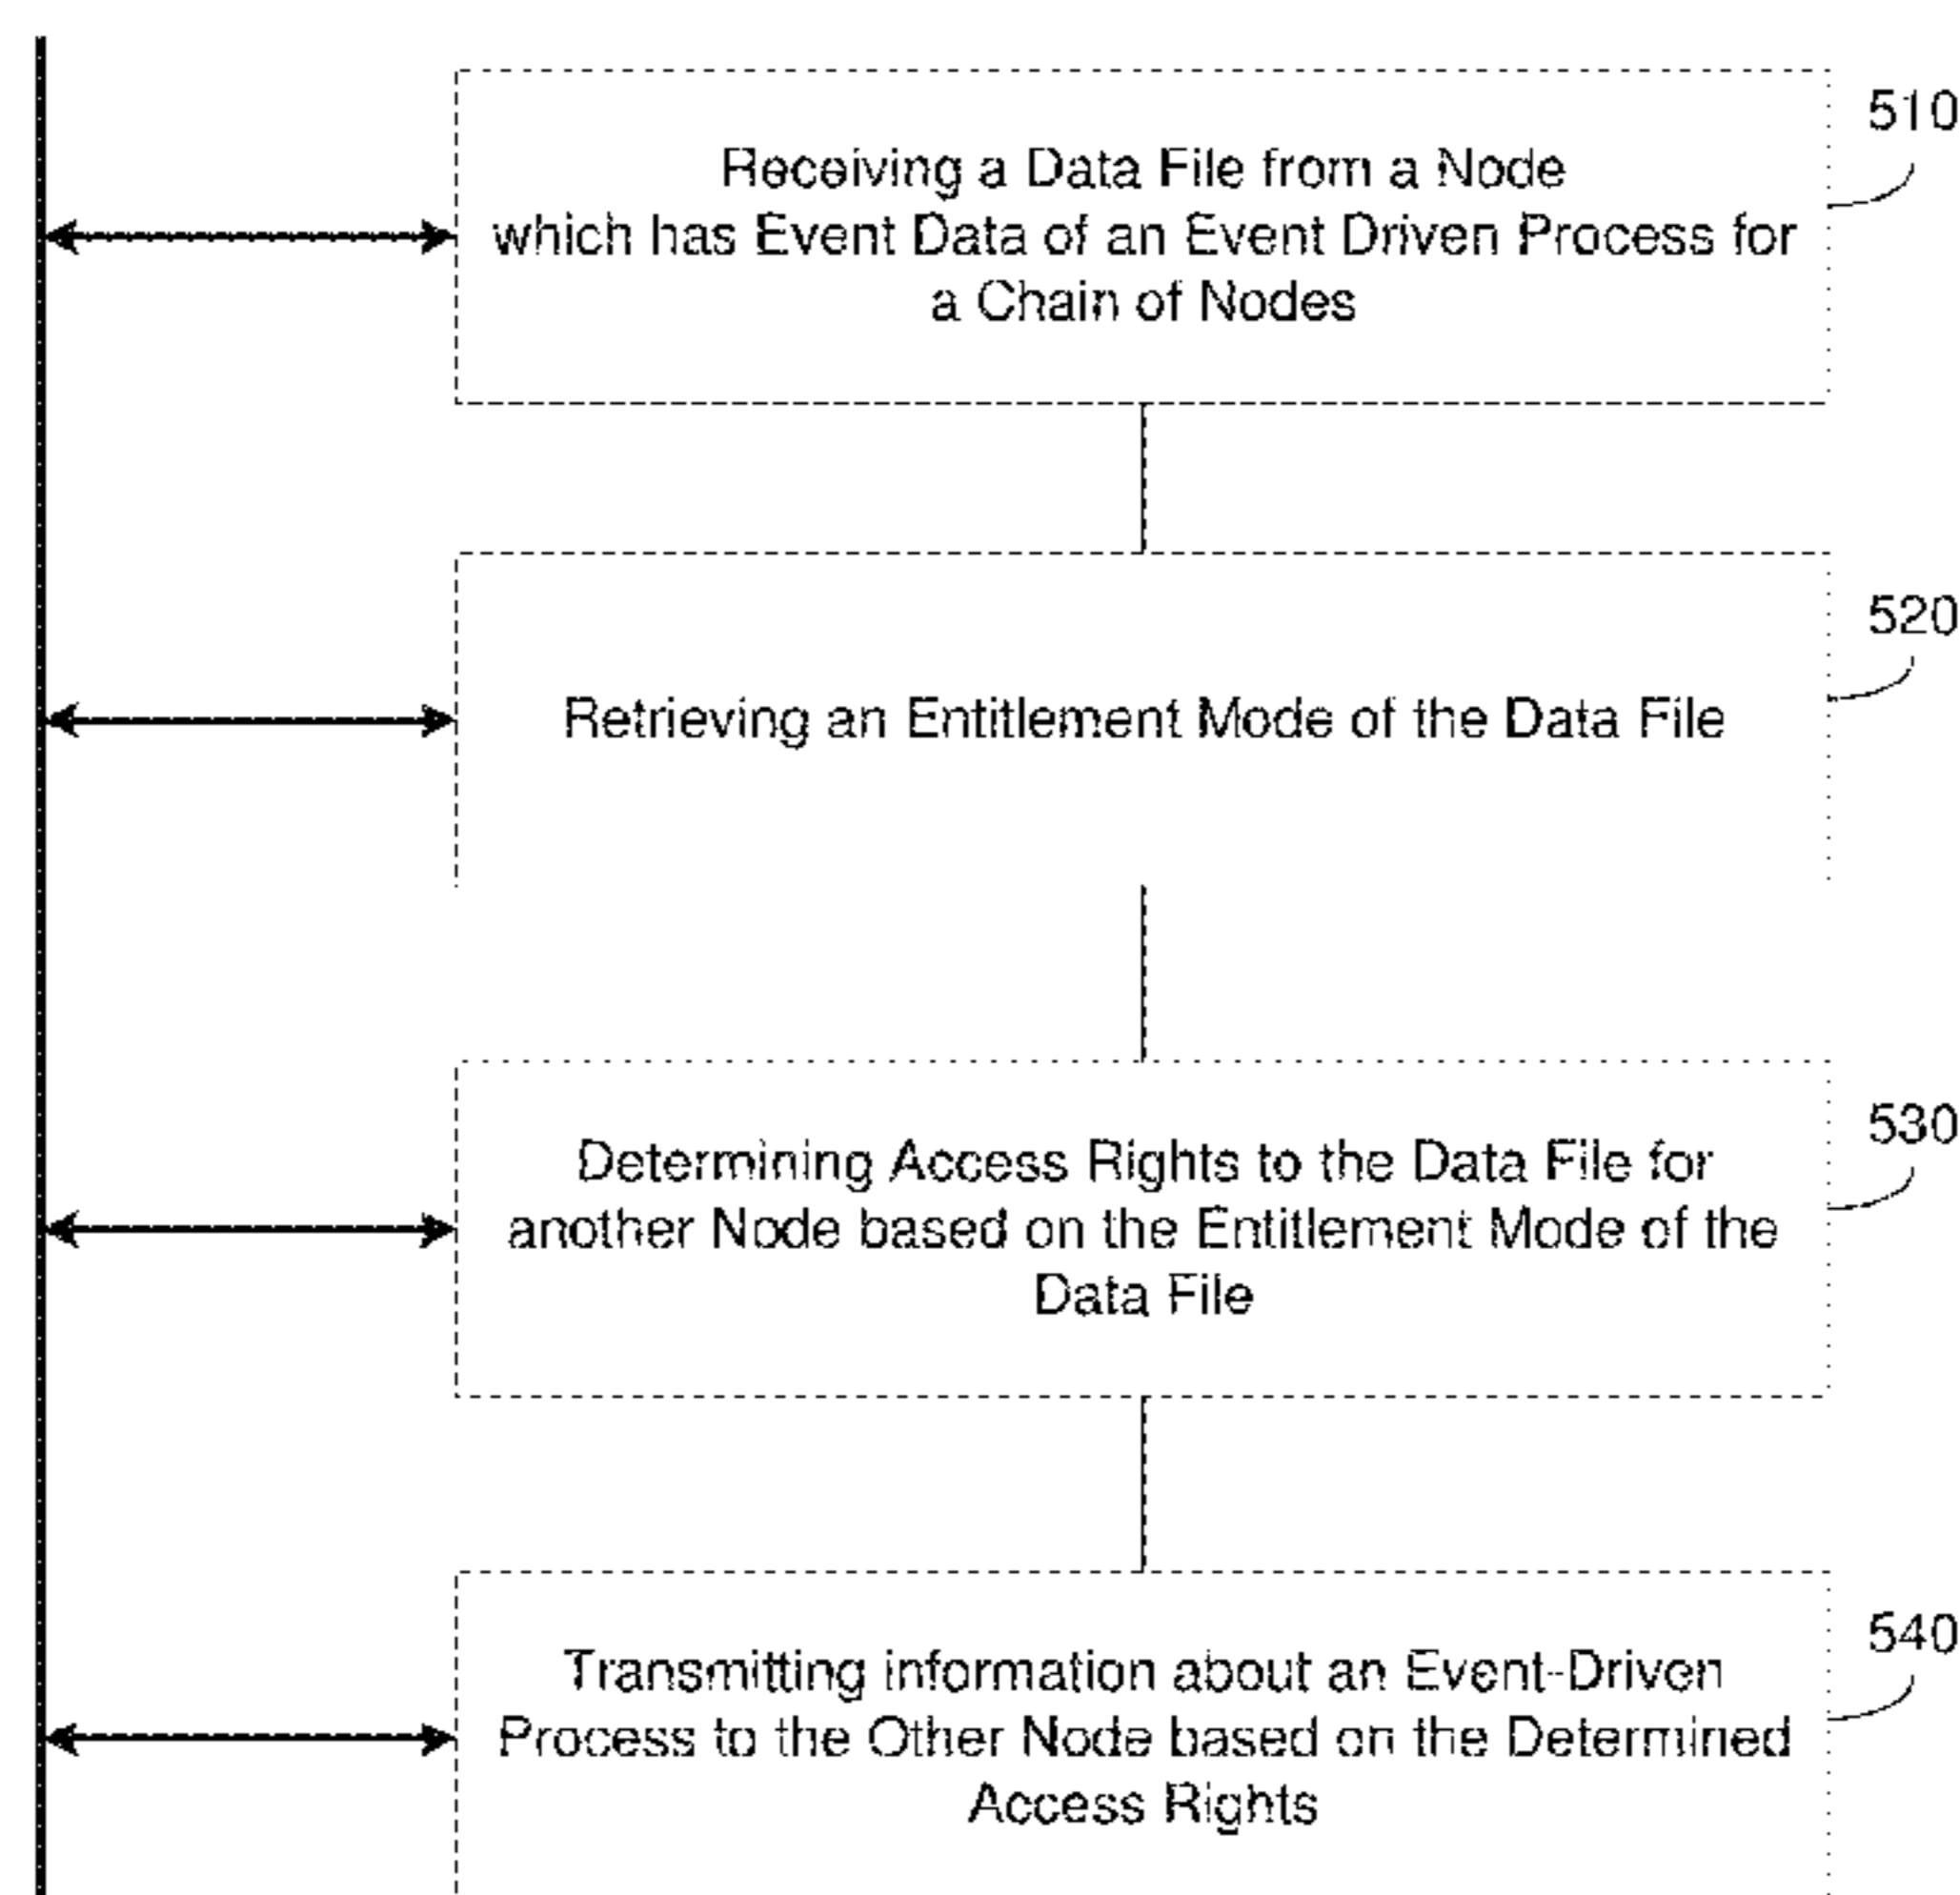 510
Receiving a Data File from a Node
which has Event Data of an Event Driven Process for
a Chain of Nodes
520
Retrieving an Entitlement Mode of the Data File
530
Determining Access Rights to the Data File for
another Node based on the Entitlement Mode of the
Data File
540
Transmitting information about an Event-Driven
Process to the Other Node based on the Determined
Access Rights